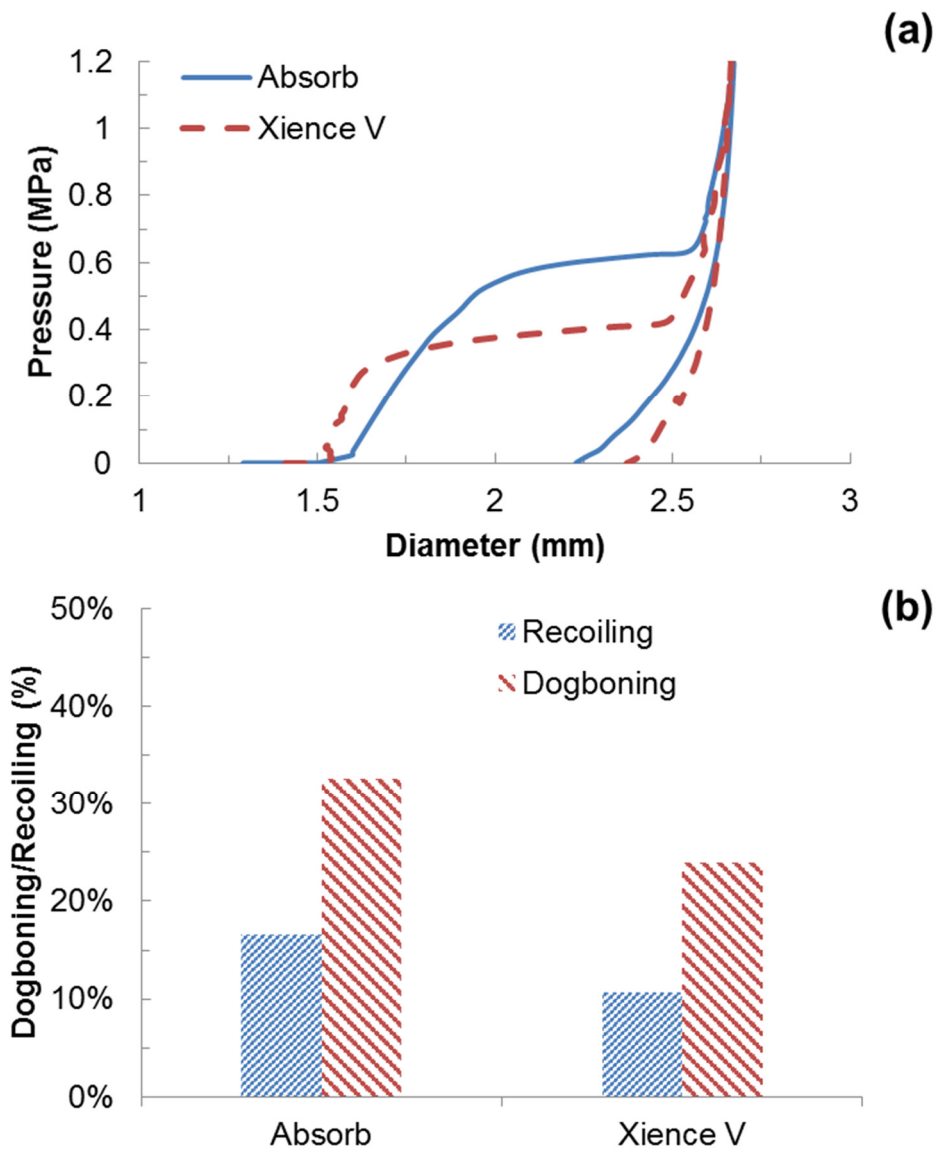 (a)
Absorb
Xience V
Pressure (MPa)
1.2
1
0.8
0.6
0.4
0.2
0
1 1.5 2 2.5 3
Diameter (mm)
(b)
Recoiling
Dogboning
Dogboning/Recoiling (%)
50%
40%
30%
20%
10%
0%
Absorb Xience V